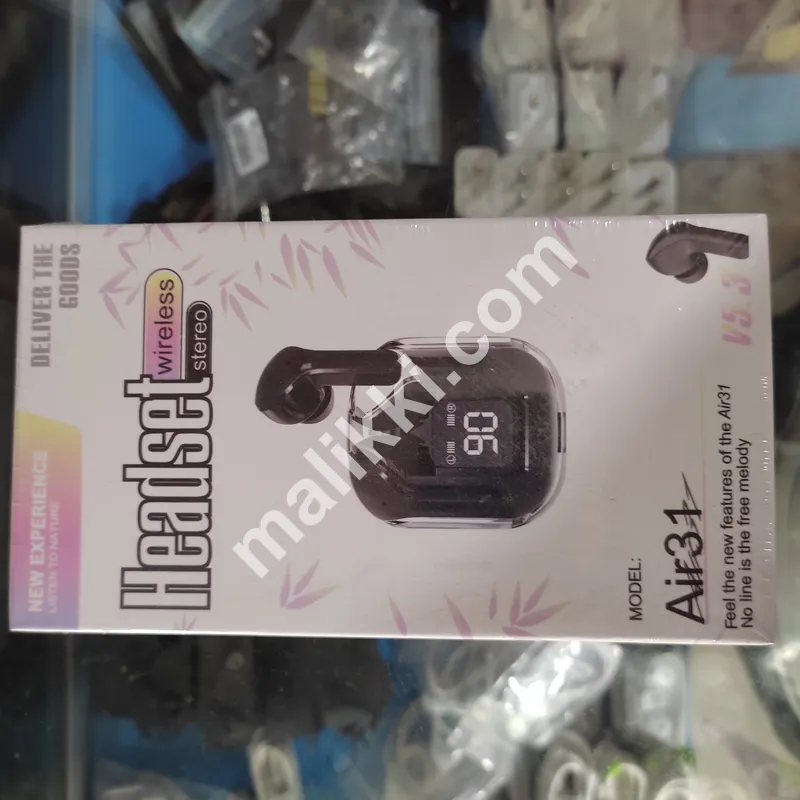 DELIVER THE
GOODS
NEW EXPERIENCE
LISTEN TO NATURE
Headset
wireless
stereo
L R
90
V5.3
MODEL:
Air31
Feel the new features of the Air31
No line is the free melody
malikki.com